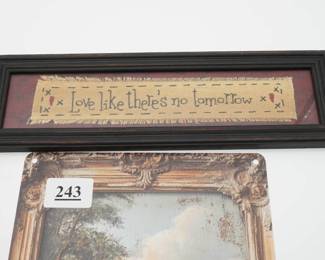 Love like there's no tomorrow
243